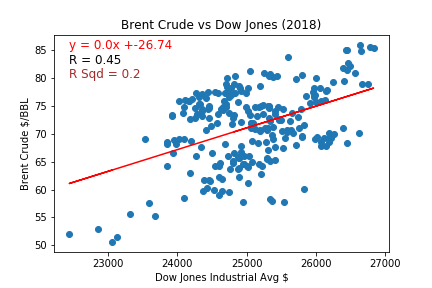 Brent Crude vs Dow Jones (2018)
y = 0.0x +-26.74
R = 0.45
R Sqd = 0.2
85
80
75
70
65
60
55
50
Brent Crude $/BBL
23000 24000 25000 26000 27000
Dow Jones Industrial Avg $